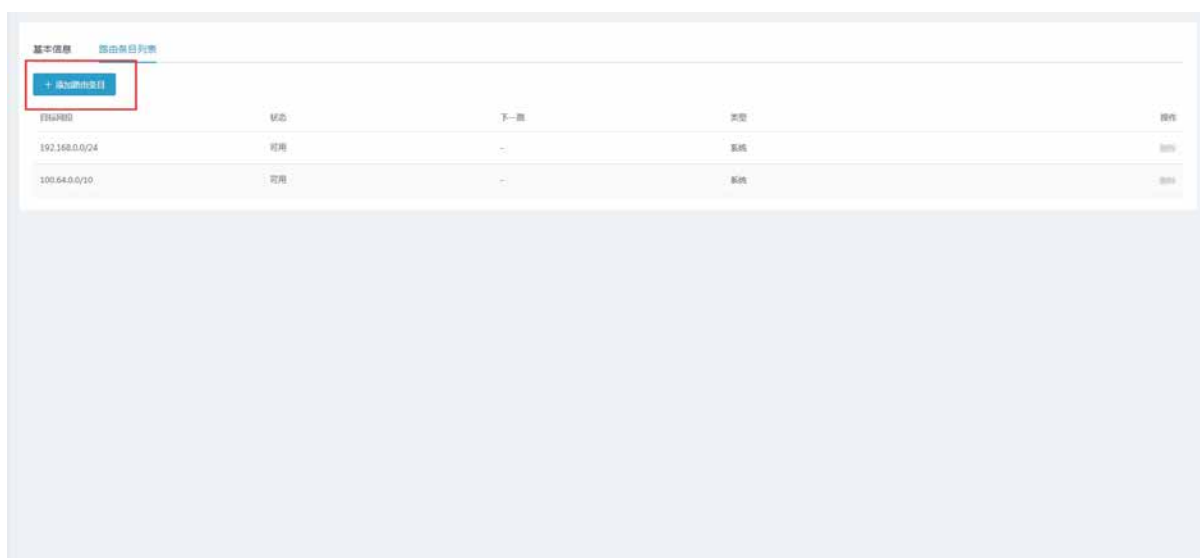 基本信息 路由条目列表
+ 添加路由条目
目标网段 状态 下一跳 类型 操作
192.168.0.0/24 可用 -- 系统 删除
100.64.0.0/10 可用 -- 系统 删除